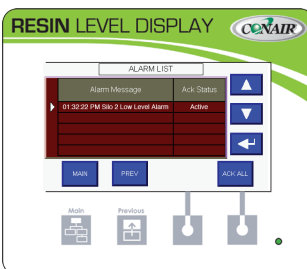 RESIN LEVEL DISPLAY
CONAIR
ALARM LIST
Alarm Message Ack Status
01:32:22 PM Silo 2 Low Level Alarm Active
MAIN PREV ACK ALL
Main Previous